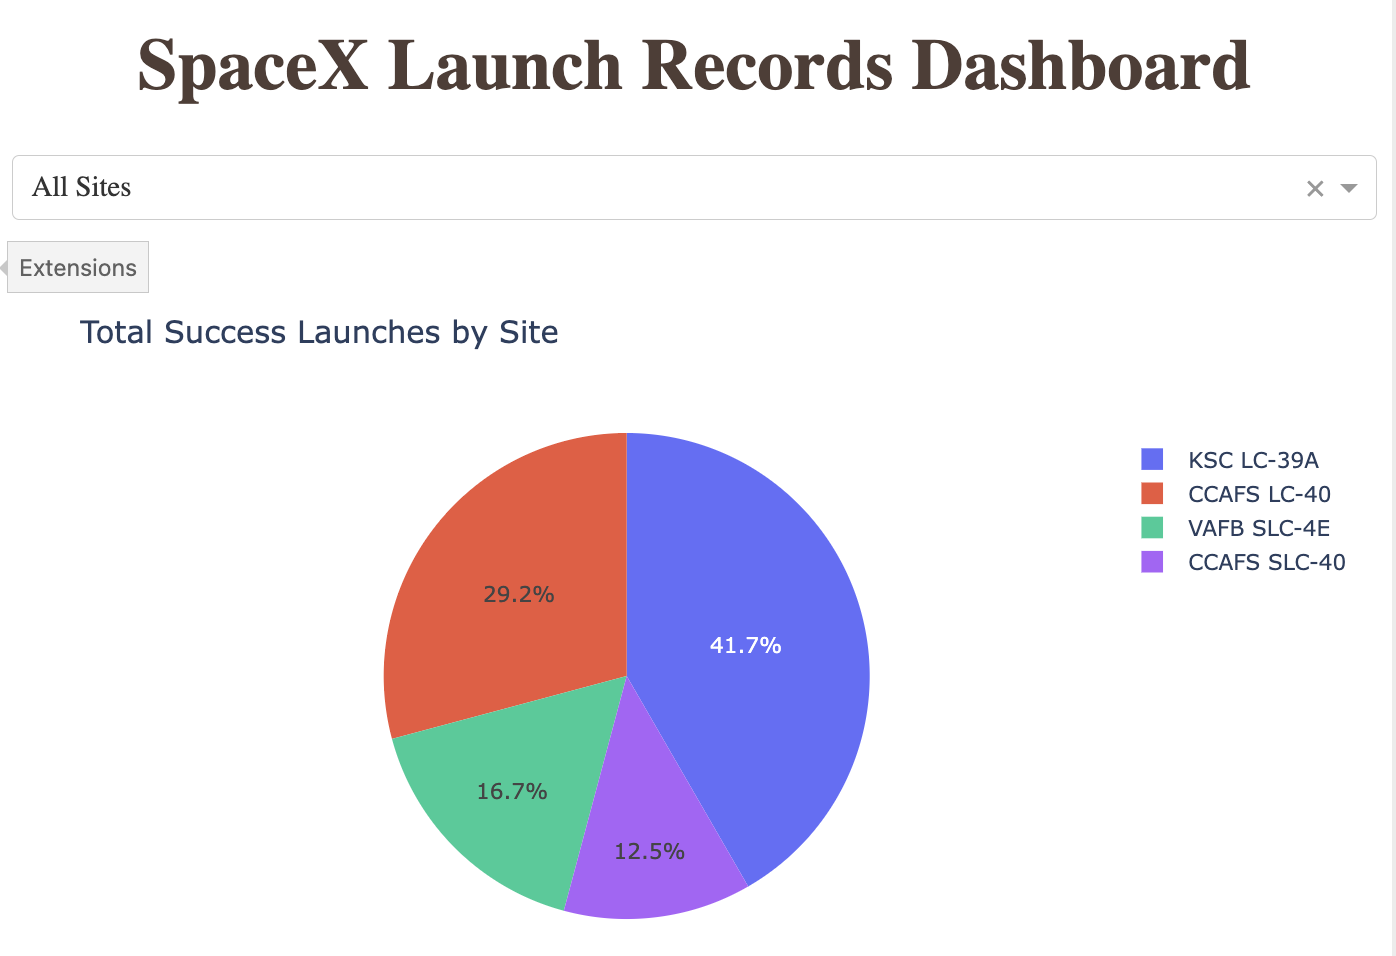 SpaceX Launch Records Dashboard
All Sites
Extensions
Total Success Launches by Site
KSC LC-39A
CCAFS LC-40
VAFB SLC-4E
CCAFS SLC-40
29.2%
41.7%
16.7%
12.5%